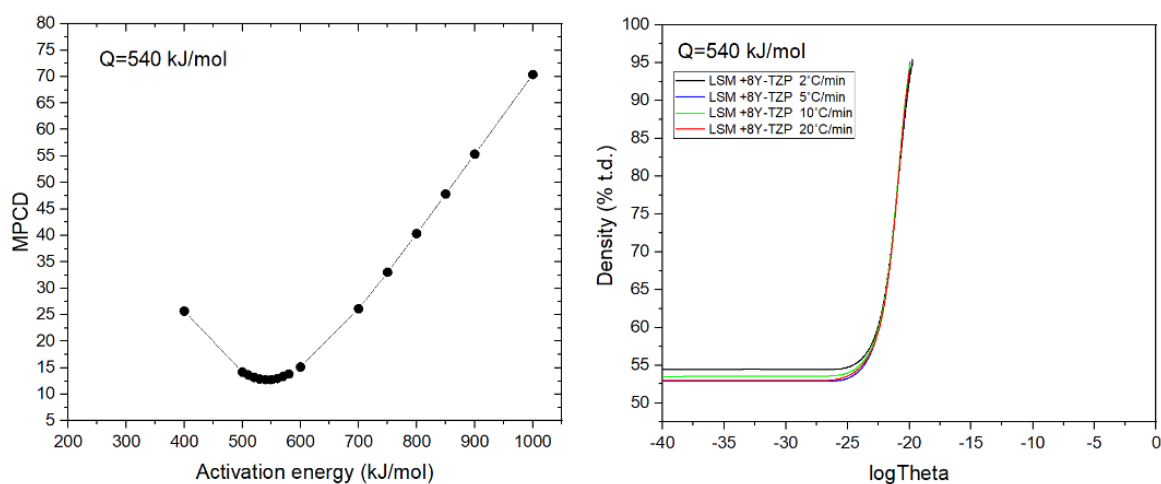 Q=540 kJ/mol
MPCD
80
75
70
65
60
55
50
45
40
35
30
25
20
15
10
5
200 300 400 500 600 700 800 900 1000
Activation energy (kJ/mol)
Q=540 kJ/mol
LSM +8Y-TZP 2°C/min
LSM +8Y-TZP 5°C/min
LSM +8Y-TZP 10°C/min
LSM +8Y-TZP 20°C/min
Density (% t.d.)
100
95
90
85
80
75
70
65
60
55
50
-40 -35 -30 -25 -20 -15 -10 -5 0
logTheta